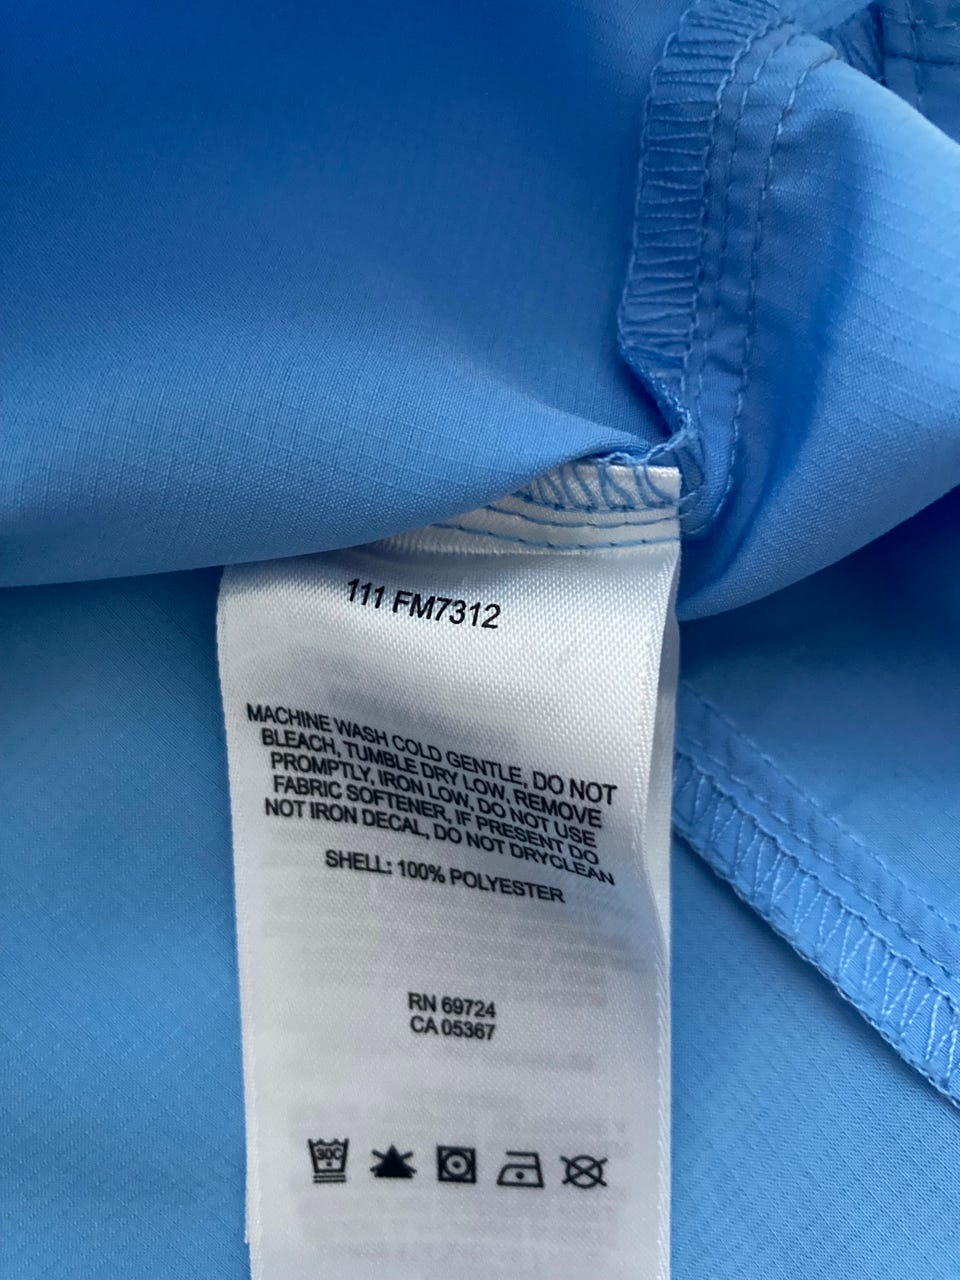 111 FM7312
MACHINE WASH COLD GENTLE, DO NOT
BLEACH, TUMBLE DRY LOW, REMOVE
PROMPTLY, IRON LOW, DO NOT USE
FABRIC SOFTENER, IF PRESENT DO
NOT IRON DECAL, DO NOT DRYCLEAN
SHELL: 100% POLYESTER
RN 69724
CA 05367
30C